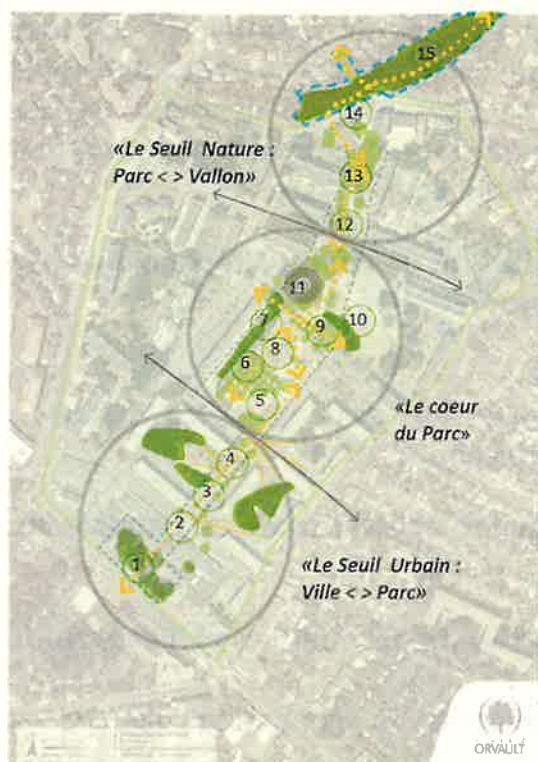 15
14
«Le Seuil Nature :
Parc < > Vallon»
13
12
11
10
7
9
8
6
5
«Le coeur
du Parc»
4
3
2
1
«Le Seuil Urbain :
Ville < > Parc»
ORVAULT